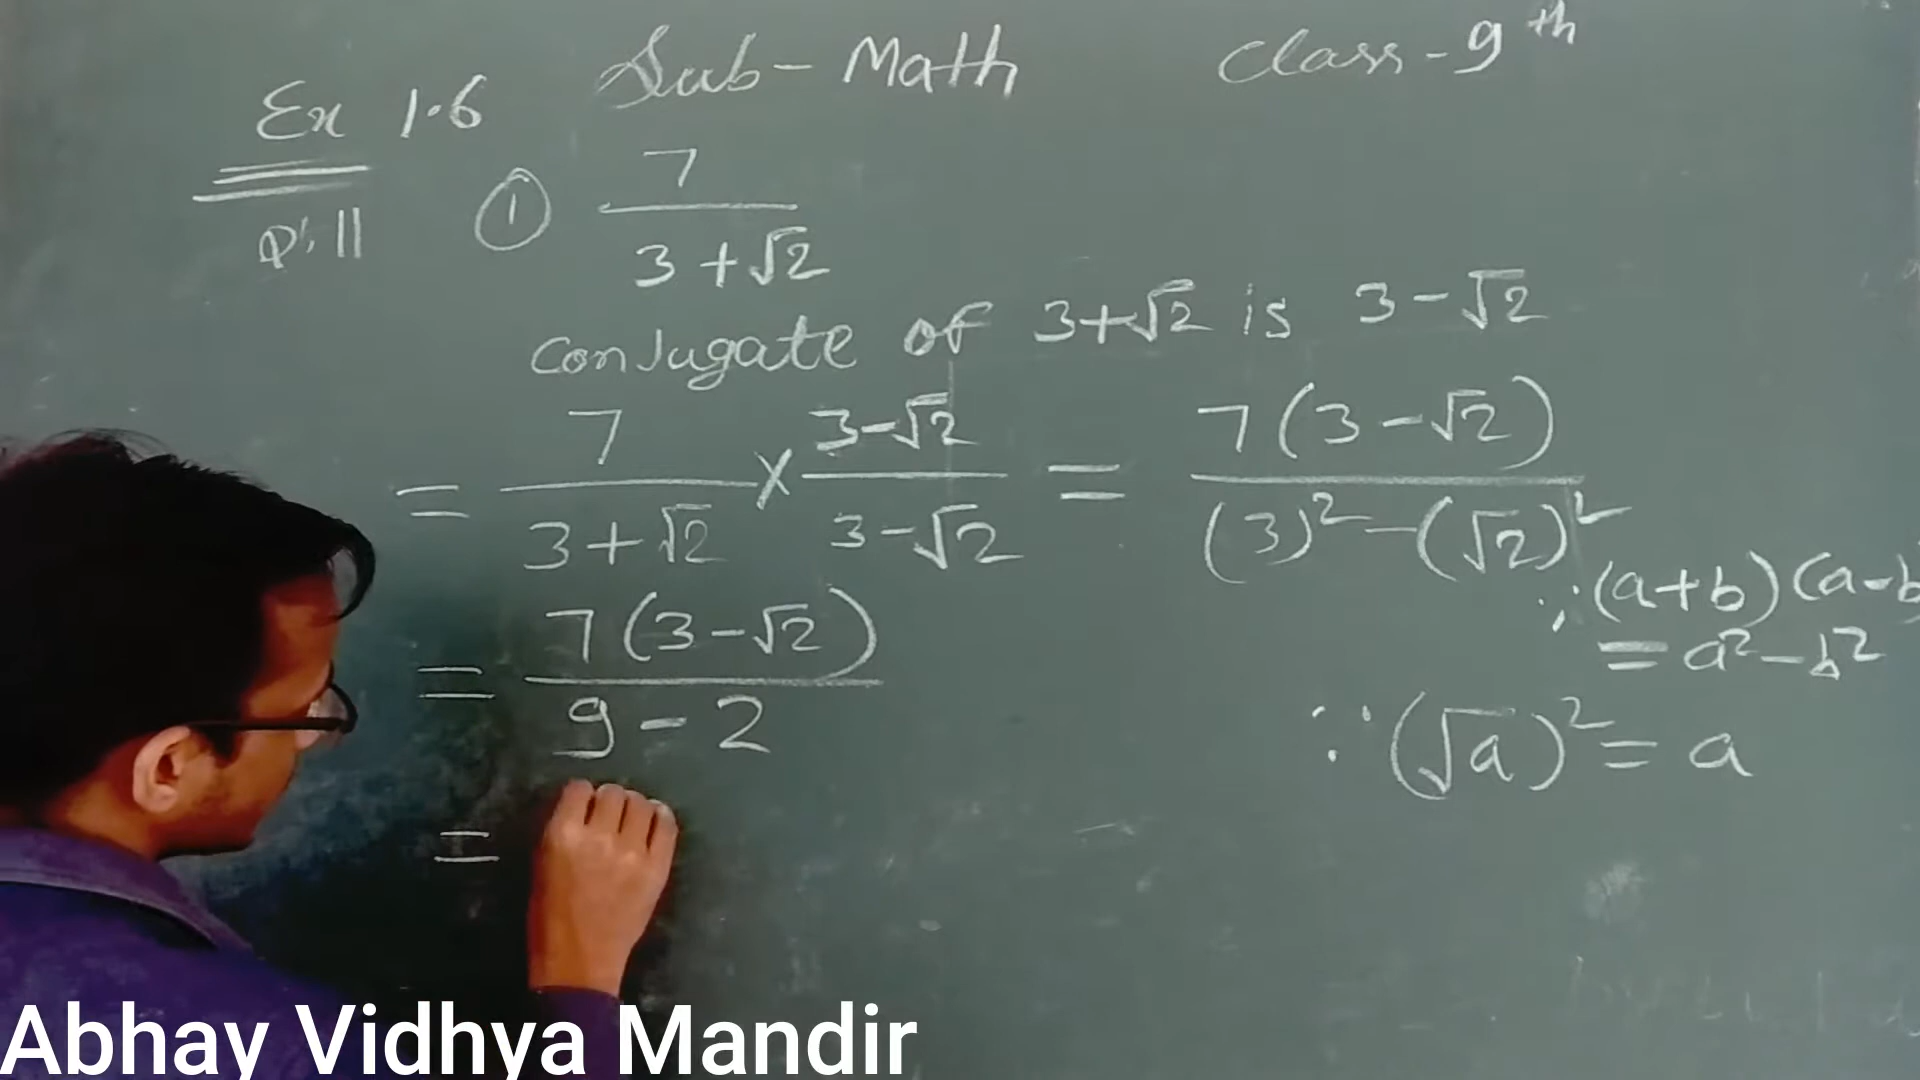 Sub - Math Class - 9th
Ex 1.6
Q. 11 ① 7 / 3 + √2
Conjugate of 3+√2 is 3 - √2
= 7 / 3 + √2 × 3 - √2 / 3 - √2 = 7 (3 - √2) / (3)² - (√2)²
∵ (a+b) (a-b
= a² - b²
= 7 (3 - √2) / 9 - 2
∵ (√a)² = a
=
Abhay Vidhya Mandir